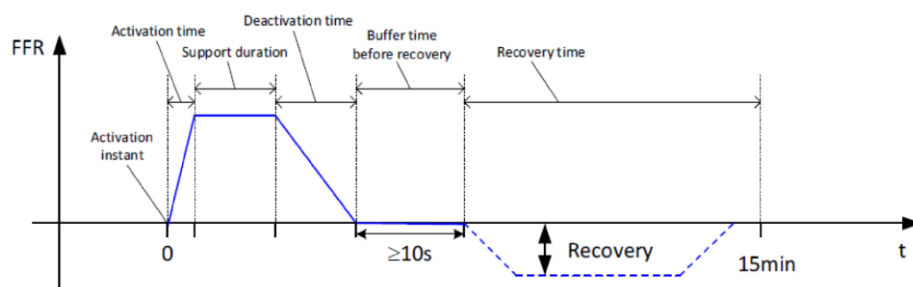 Deactivation time
Activation time
Buffer time
FFR
Support duration
before recovery
Recovery time
Activation
instant
0
≥10s
Recovery
15min
t